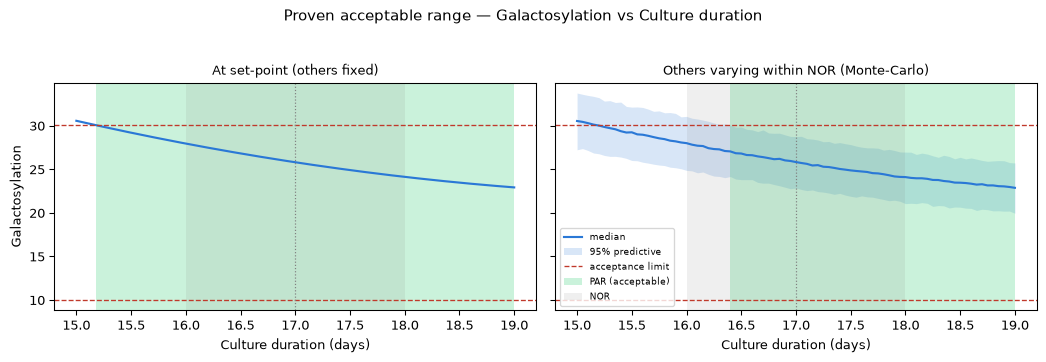 Proven acceptable range — Galactosylation vs Culture duration
At set-point (others fixed)
Galactosylation
30
25
20
15
10
15.0 15.5 16.0 16.5 17.0 17.5 18.0 18.5 19.0
Culture duration (days)
Others varying within NOR (Monte-Carlo)
median
95% predictive
acceptance limit
PAR (acceptable)
NOR
15.0 15.5 16.0 16.5 17.0 17.5 18.0 18.5 19.0
Culture duration (days)